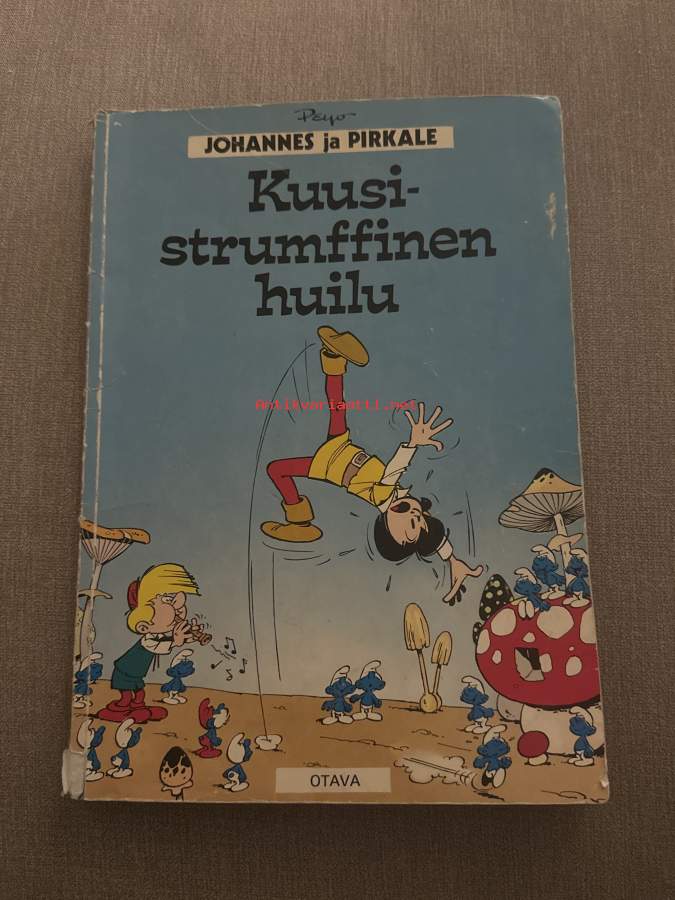 Peyo
JOHANNES ja PIRKALE
Kuusi-
strumffinen
huilu
Antikvariaatti.net
OTAVA